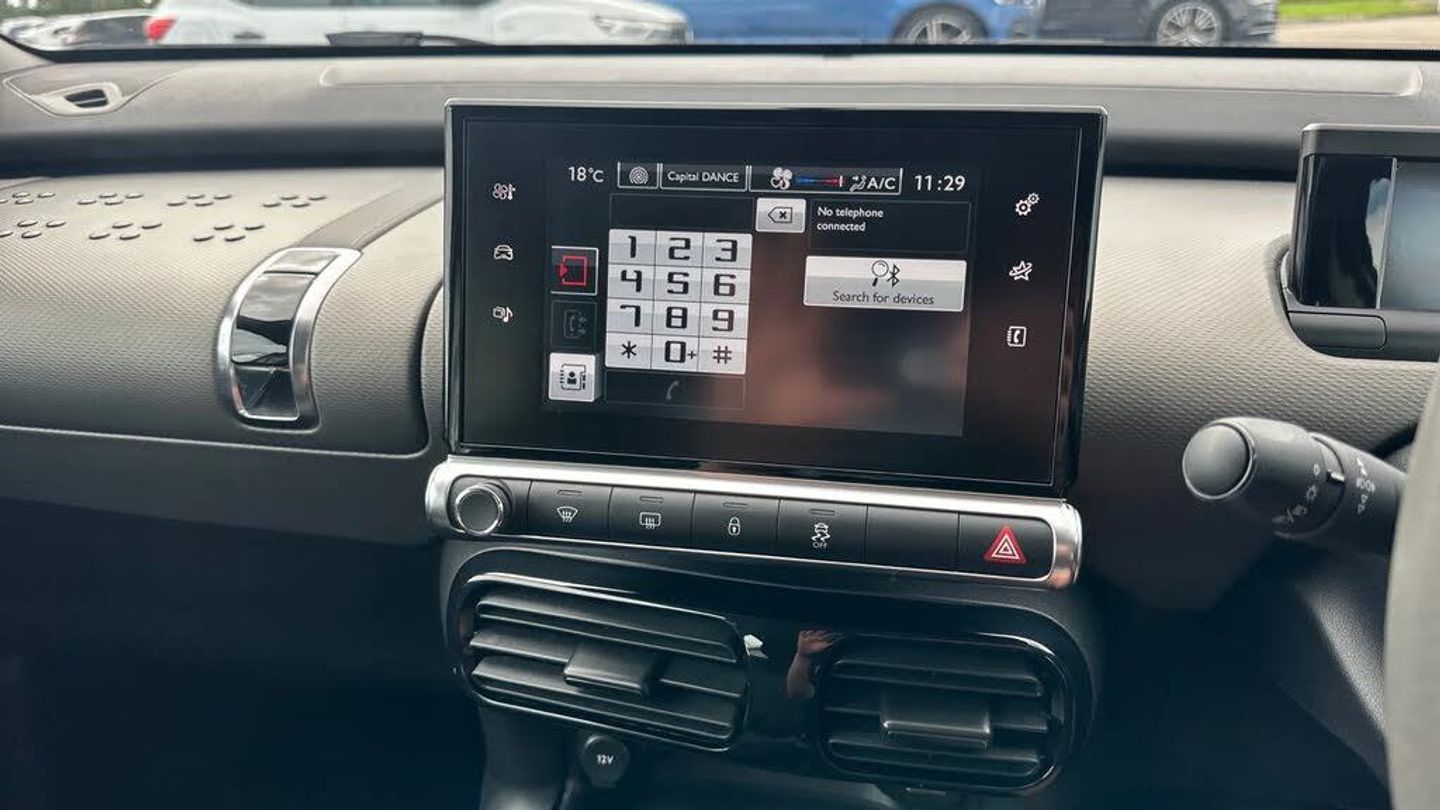 18°C
Capital DANCE
A/C
11:29
No telephone
connected
1 2 3
4 5 6
7 8 9
* 0+ #
Search for devices
OFF
12V